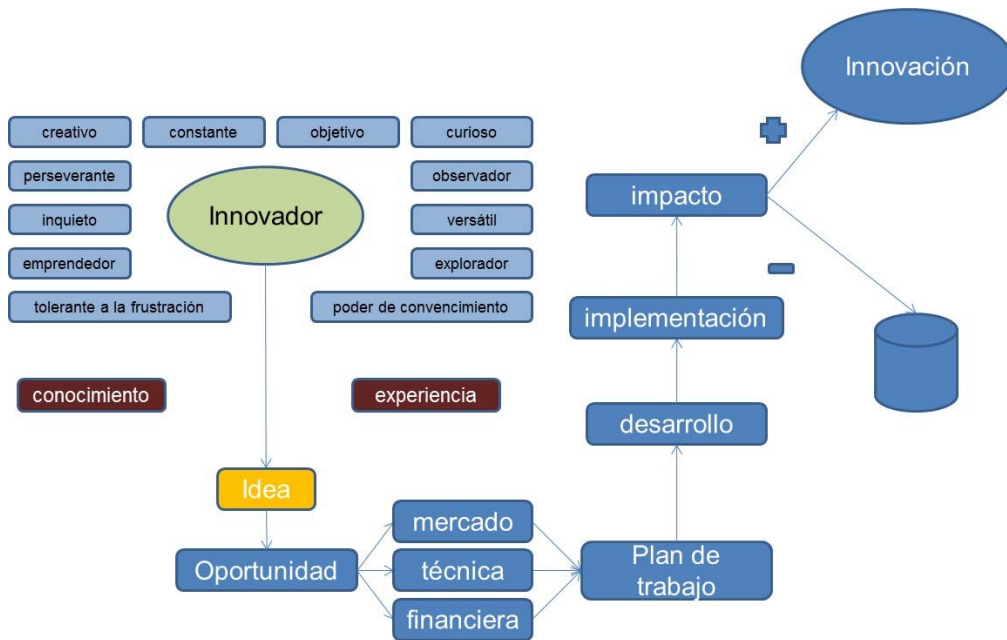 Innovación
creativo
constante
objetivo
curioso
perseverante
observador
impacto
Innovador
inquieto
versátil
emprendedor
explorador
tolerante a la frustración
poder de convencimiento
implementación
conocimiento
experiencia
desarrollo
Idea
mercado
Oportunidad
técnica
financiera
Plan de
trabajo